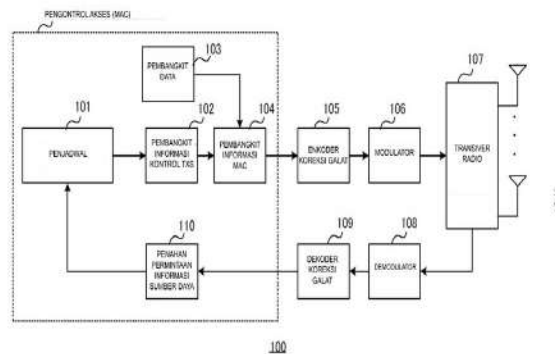 PENGONTROL AKSES (MAC)
103
PEMBANGKIT
DATA
107
101
102
104
105
106
PENJADWAL
PEMBANGKIT
INFORMASI
KONTROL TXS
PEMBANGKIT
INFORMASI
MAC
ENKODER
KOREKSI GALAT
MODULATOR
TRANSIVER
RADIO
110
109
108
PENAHAN
PERMINTAAN
INFORMASI
SUMBER DAYA
DEKODER
KOREKSI
GALAT
DEMODULATOR
100